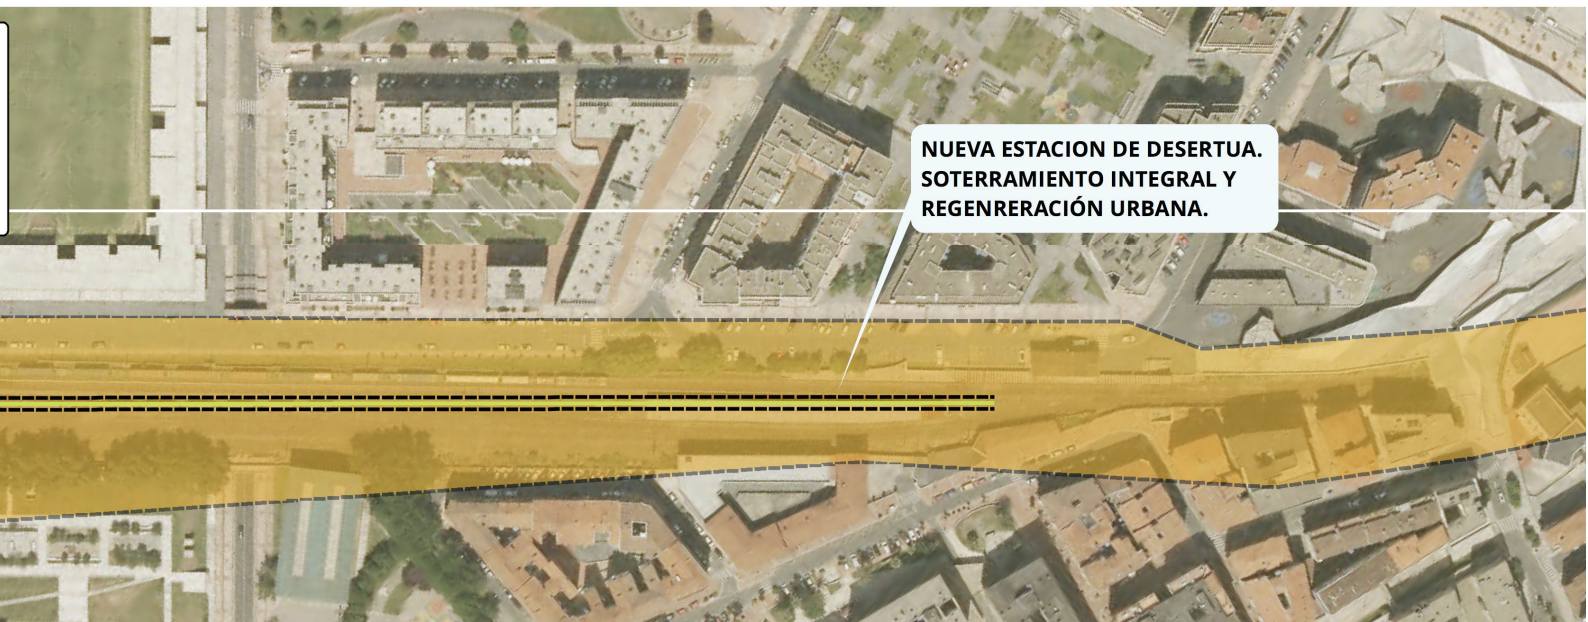 NUEVA ESTACION DE DESERTUA.
SOTERRAMIENTO INTEGRAL Y
REGENRERACIÓN URBANA.